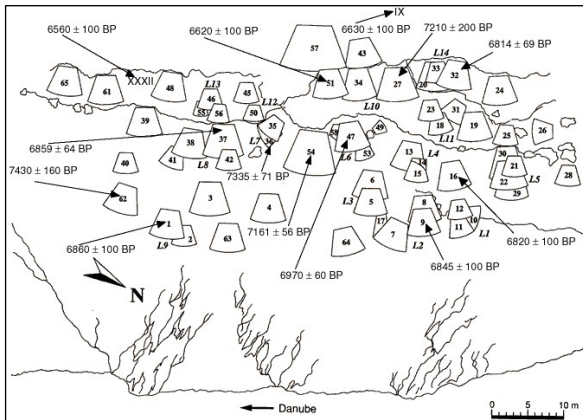 IX
6620 ± 100 BP
6630 ± 100 BP
7210 ± 200 BP
6560 ± 100 BP
6814 ± 69 BP
57
43
L14
XXXII
65
61
48
L13
46
45
51
34
27
20
33
32
24
55
56
50
L12
L10
23
31
39
35
58
47
49
18
19
L11
25
26
6859 ± 64 BP
38
37
L7
36
L6
53
13
L4
14
30
7430 ± 160 BP
40
41
L8
42
7335 ± 71 BP
54
15
16
21
22
L5
28
29
62
3
4
6
L3
5
8
12
7161 ± 56 BP
1
17
9
10
11
L1
6820 ± 100 BP
6860 ± 100 BP
L9
2
63
64
7
L2
6970 ± 60 BP
6845 ± 100 BP
N
Danube
0 5 10 m